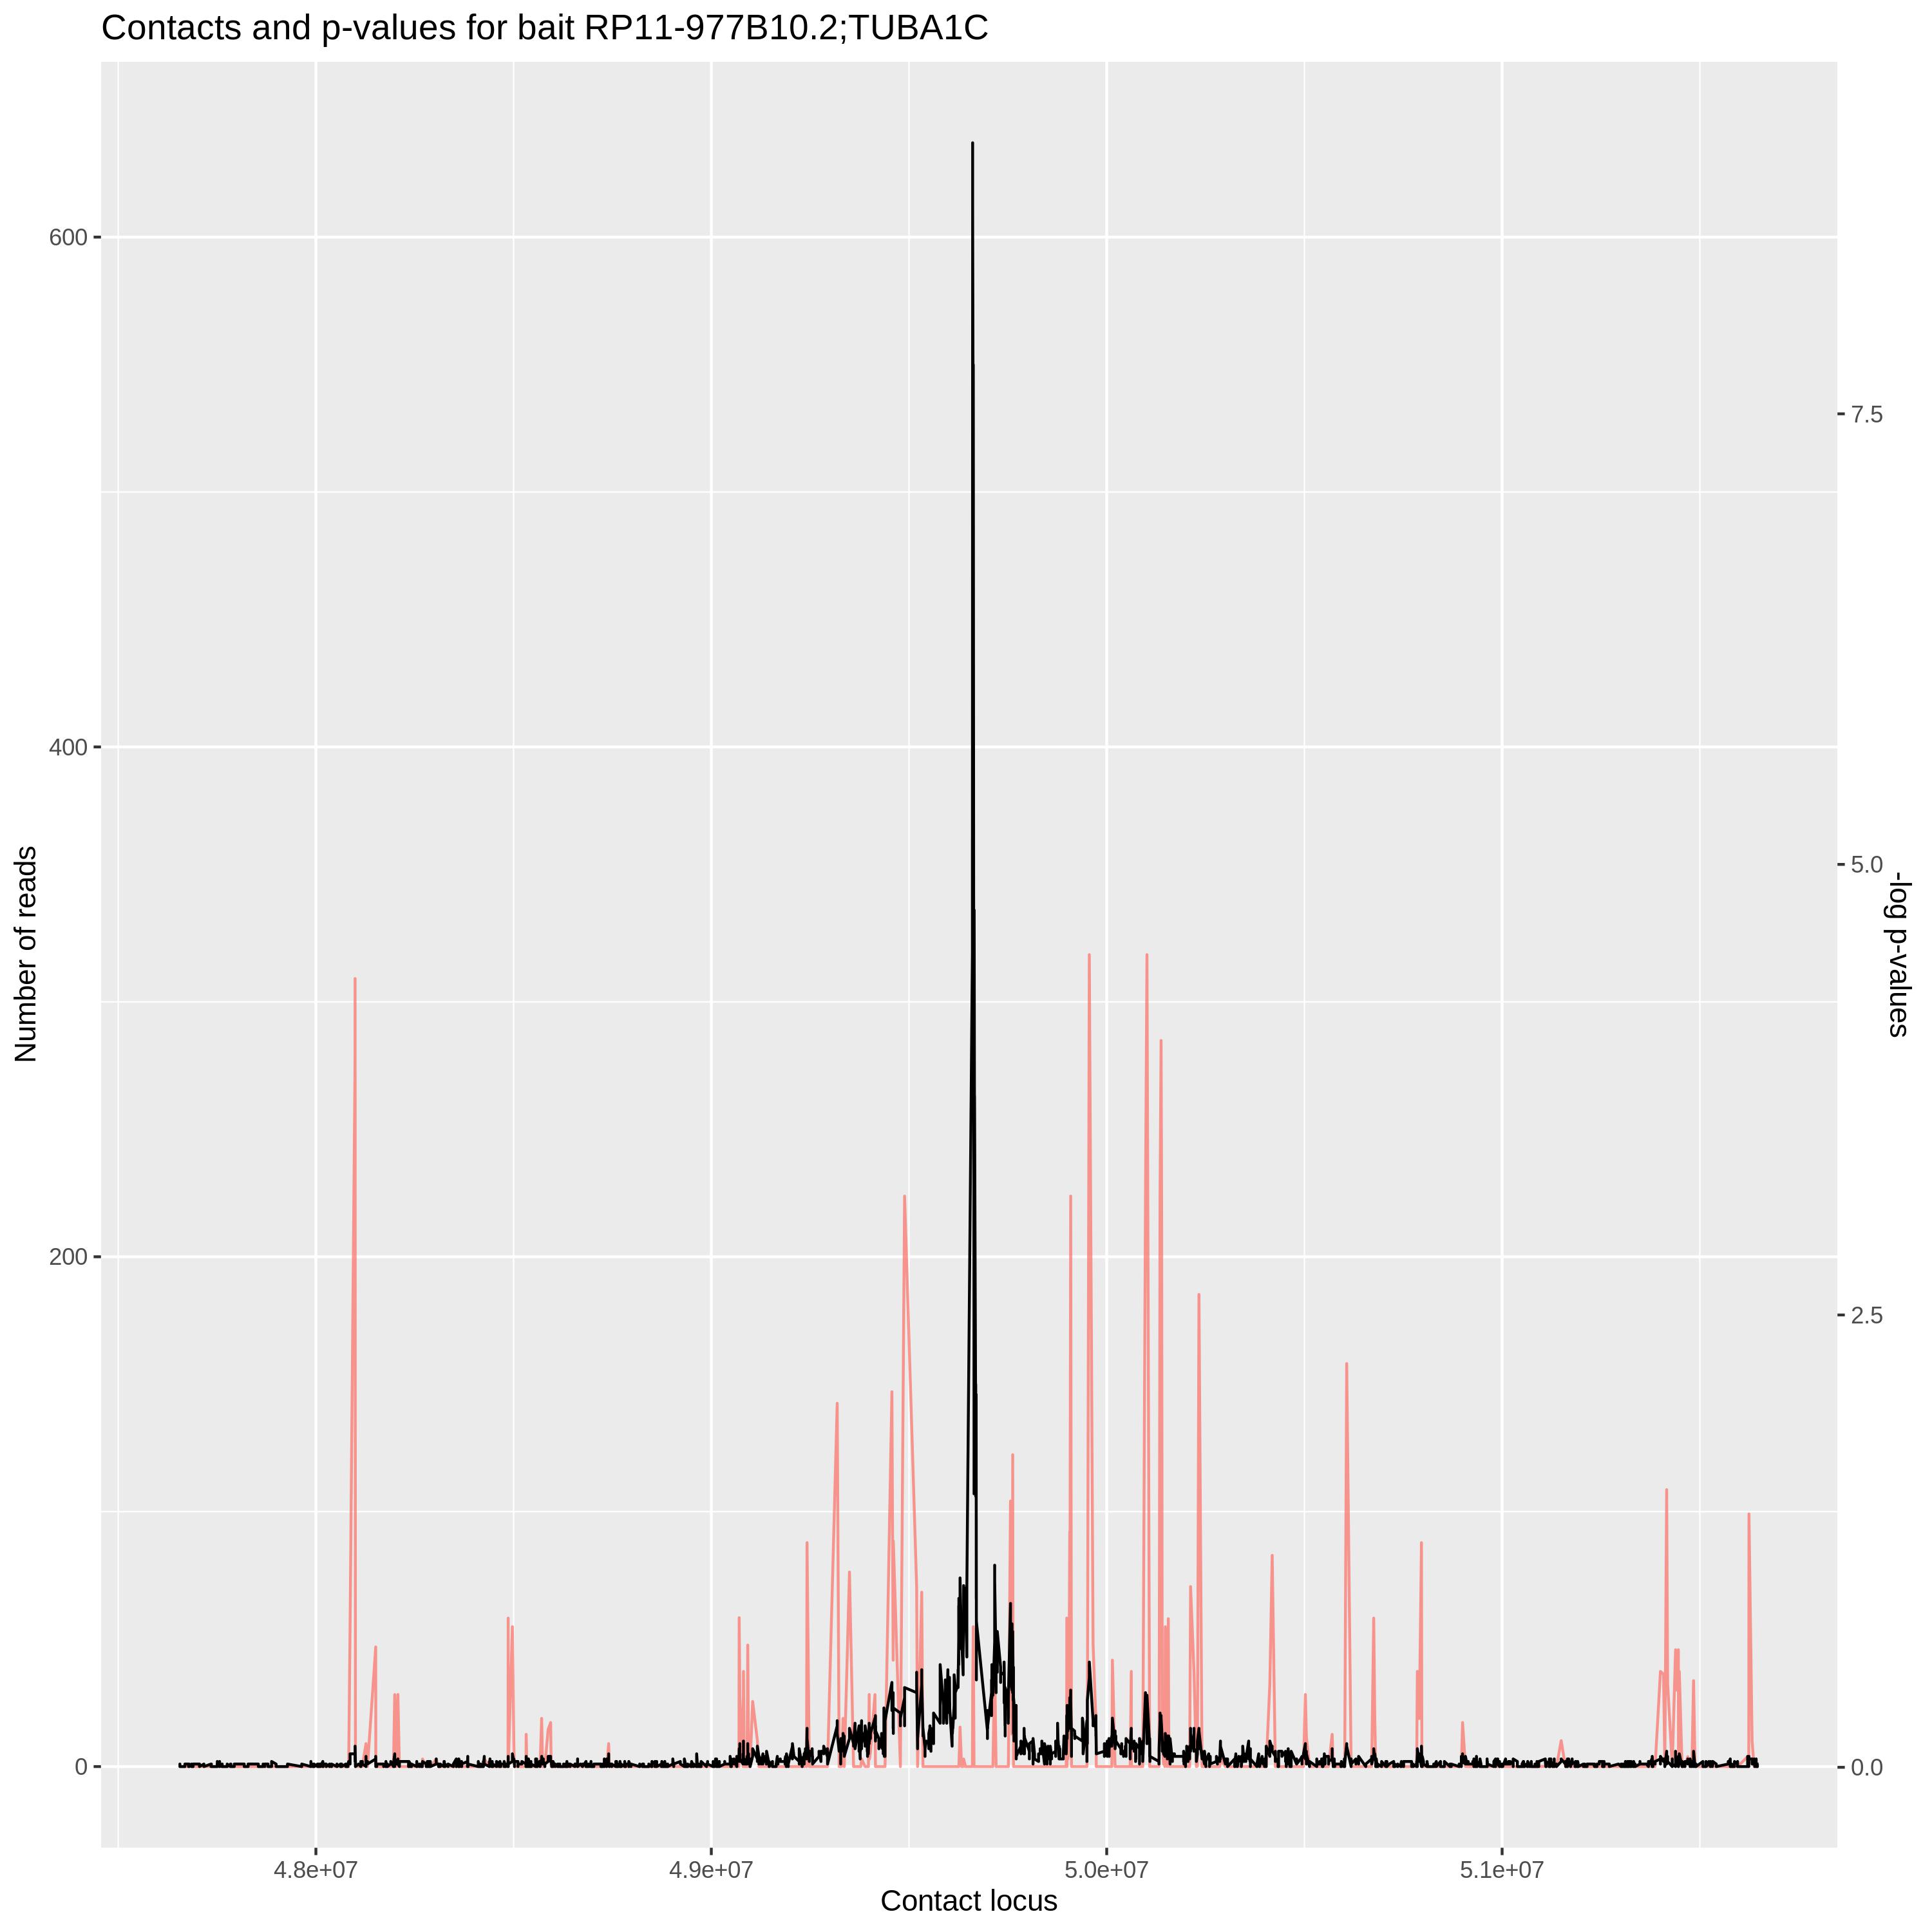 Contacts and p-values for bait RP11-977B10.2;TUBA1C
600
400
200
0
Number of reads
7.5
5.0
2.5
0.0
-log p-values
4.8e+07
4.9e+07
5.0e+07
5.1e+07
Contact locus